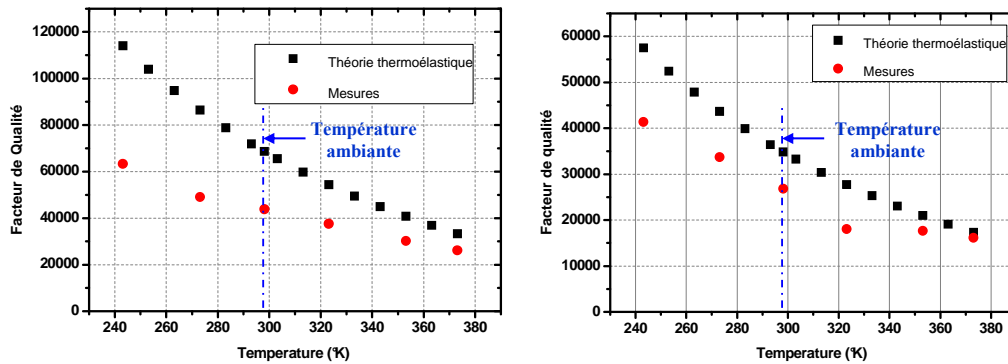 Facteur de Qualité
120000
100000
80000
60000
40000
20000
0
Théorie thermoélastique
Mesures
Température
ambiante
240 260 280 300 320 340 360 380
Temperature (°K)
Facteur de qualité
60000
50000
40000
30000
20000
10000
0
Théorie thermoélastique
Mesures
Température
ambiante
240 260 280 300 320 340 360 380
Temperature (°K)